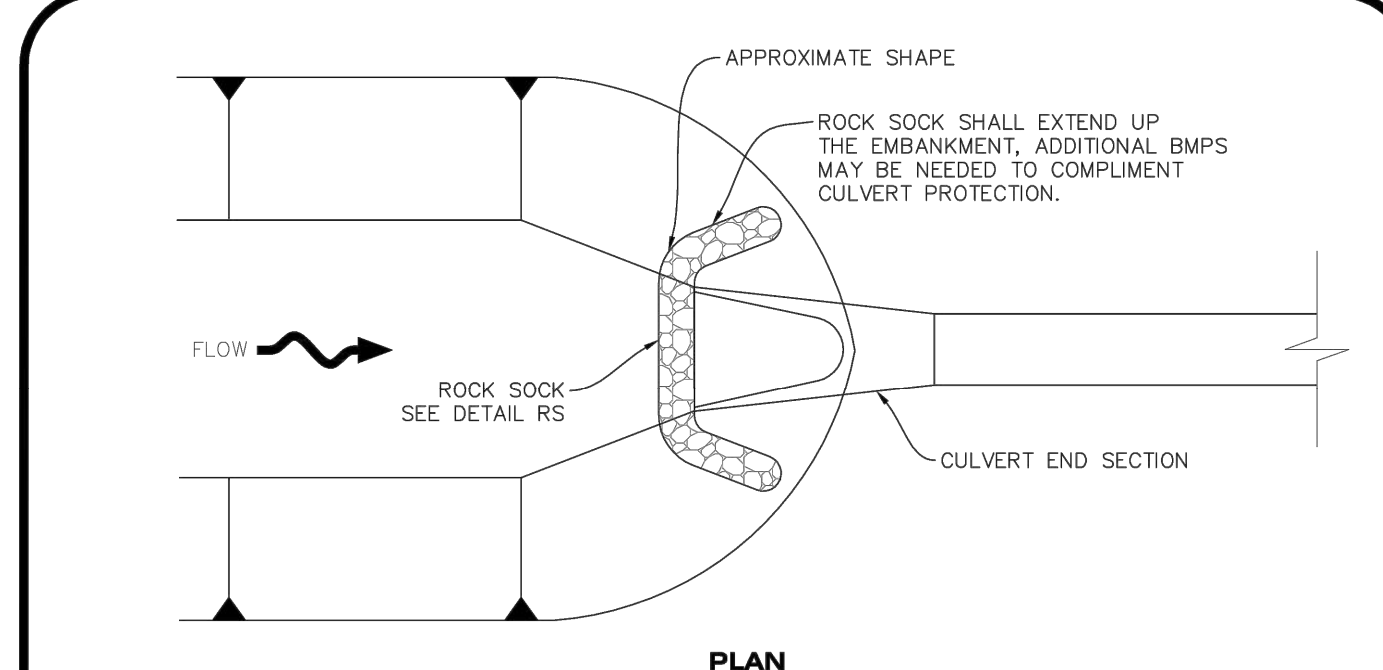 APPROXIMATE SHAPE
ROCK SOCK SHALL EXTEND UP
THE EMBANKMENT, ADDITIONAL BMPS
MAY BE NEEDED TO COMPLIMENT
CULVERT PROTECTION.
FLOW
ROCK SOCK
SEE DETAIL RS
CULVERT END SECTION
PLAN